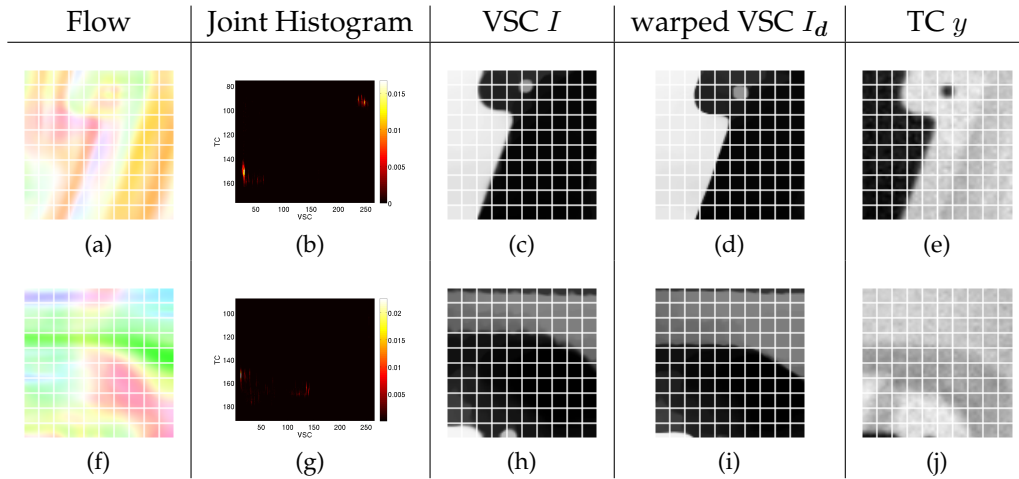 Flow Joint Histogram VSC I warped VSC I_d TC y
80
100
120
140
160
TC
50 100 150 200 250
VSC
0.015
0.01
0.005
0
(a) (b) (c) (d) (e)
100
120
140
160
180
TC
50 100 150 200 250
VSC
0.02
0.015
0.01
0.005
(f) (g) (h) (i) (j)